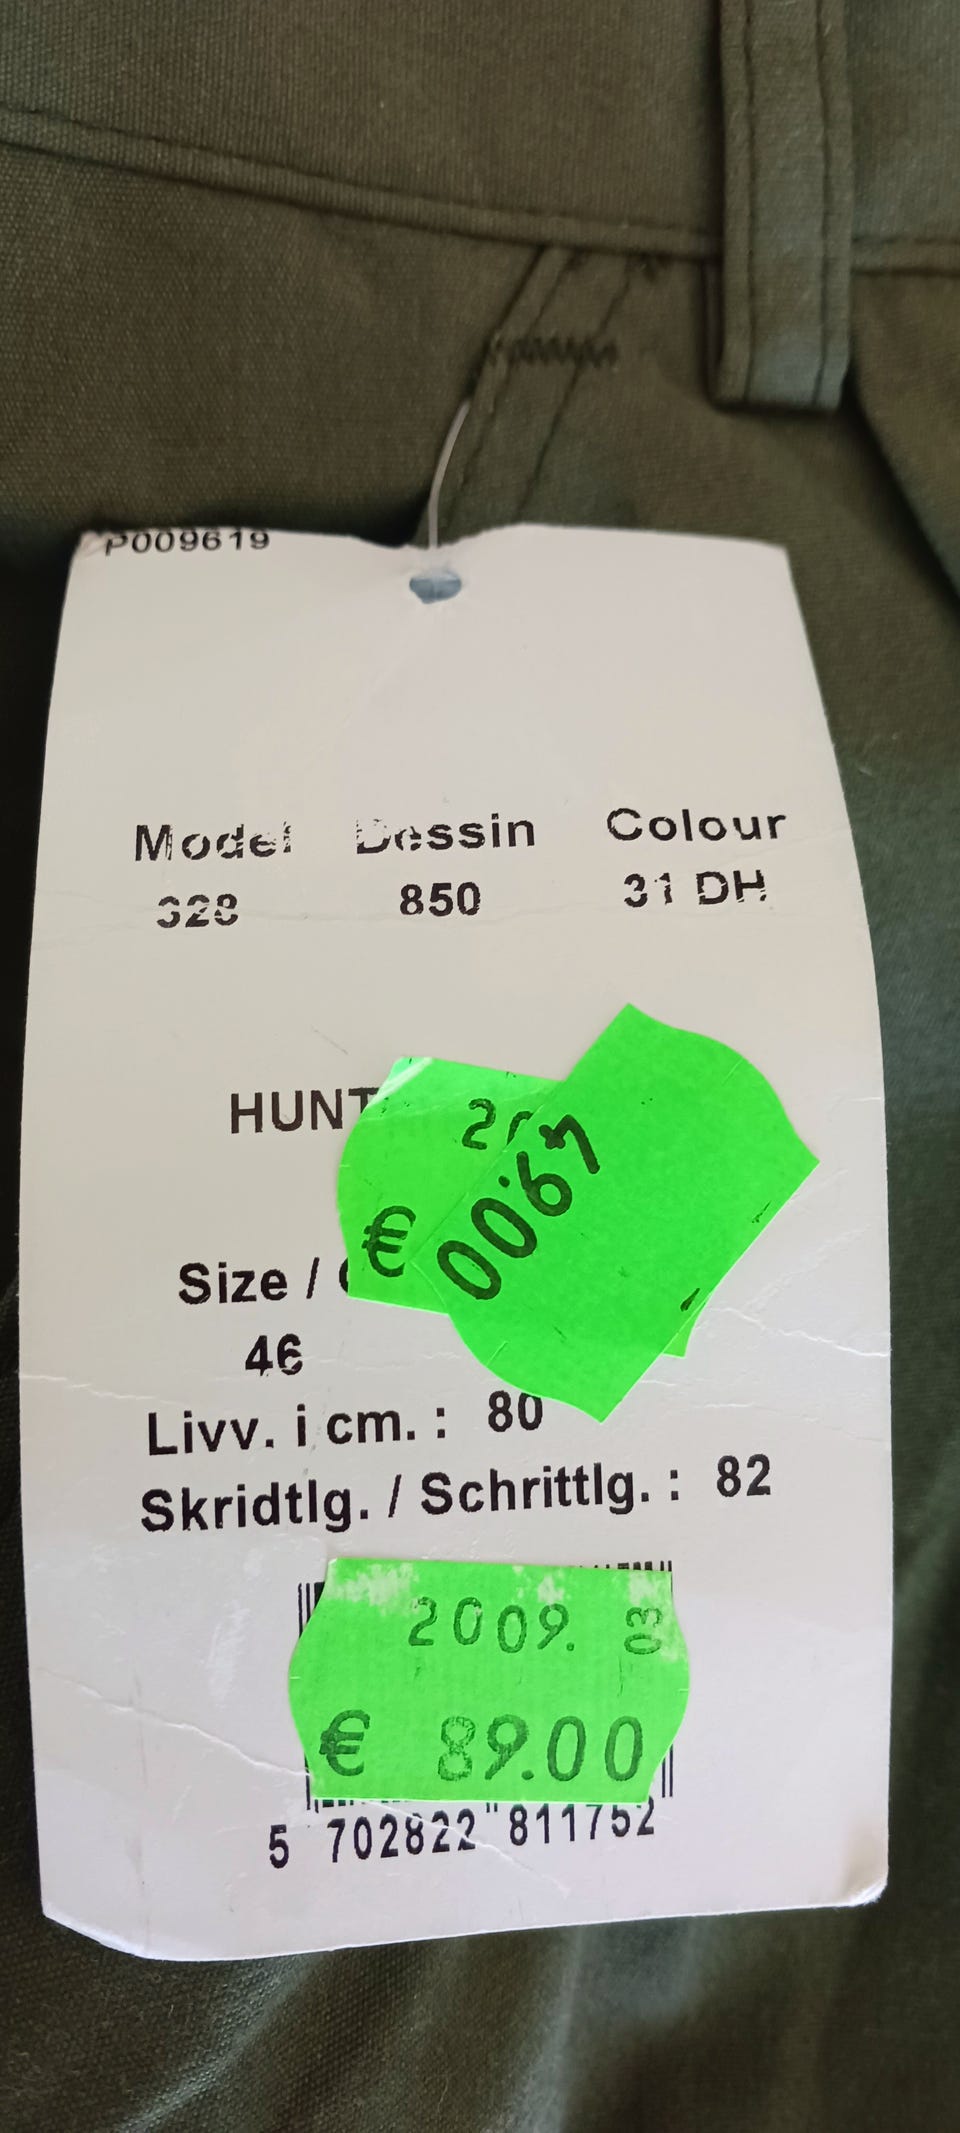 P009619
Model Dessin Colour
328 850 31 DH
HUNT
€
49.00
Size /
46
Livv. i cm. : 80
Skridtlg. / Schrittlg. : 82
2009. 03
€ 89.00
5 702822 811752